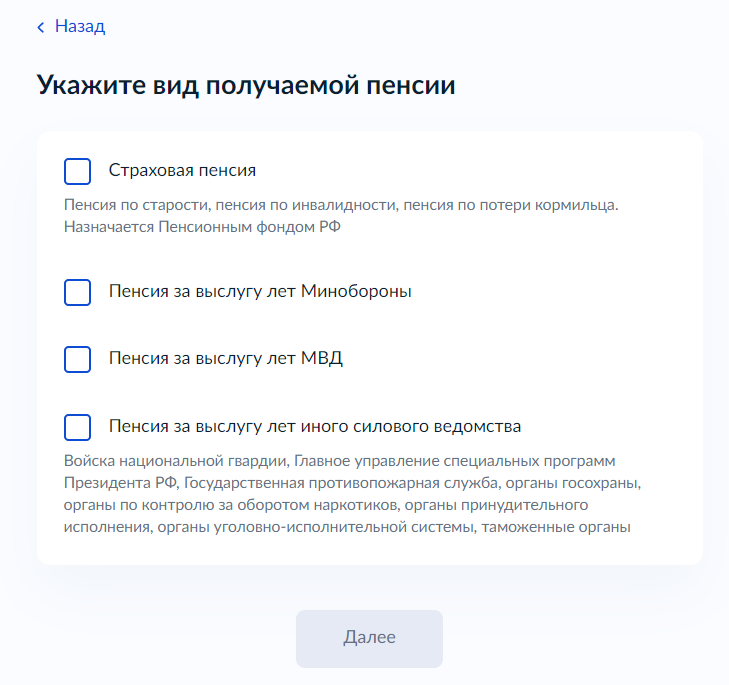 Назад
Укажите вид получаемой пенсии
Страховая пенсия
Пенсия по старости, пенсия по инвалидности, пенсия по потери кормильца.
Назначается Пенсионным фондом РФ
Пенсия за выслугу лет Минобороны
Пенсия за выслугу лет МВД
Пенсия за выслугу лет иного силового ведомства
Войска национальной гвардии, Главное управление специальных программ
Президента РФ, Государственная противопожарная служба, органы госохраны,
органы по контролю за оборотом наркотиков, органы принудительного
исполнения, органы уголовно-исполнительной системы, таможенные органы
Далее